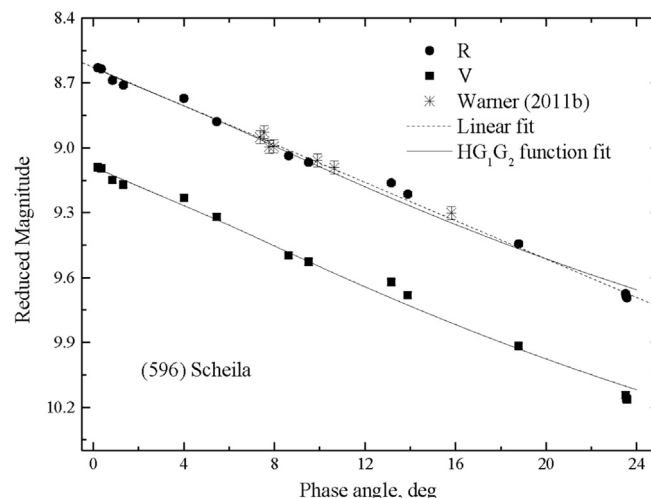 8.4
8.7
9.0
9.3
9.6
9.9
10.2
Reduced Magnitude
R
V
Warner (2011b)
Linear fit
HG₁G₂ function fit
(596) Scheila
0 4 8 12 16 20 24
Phase angle, deg